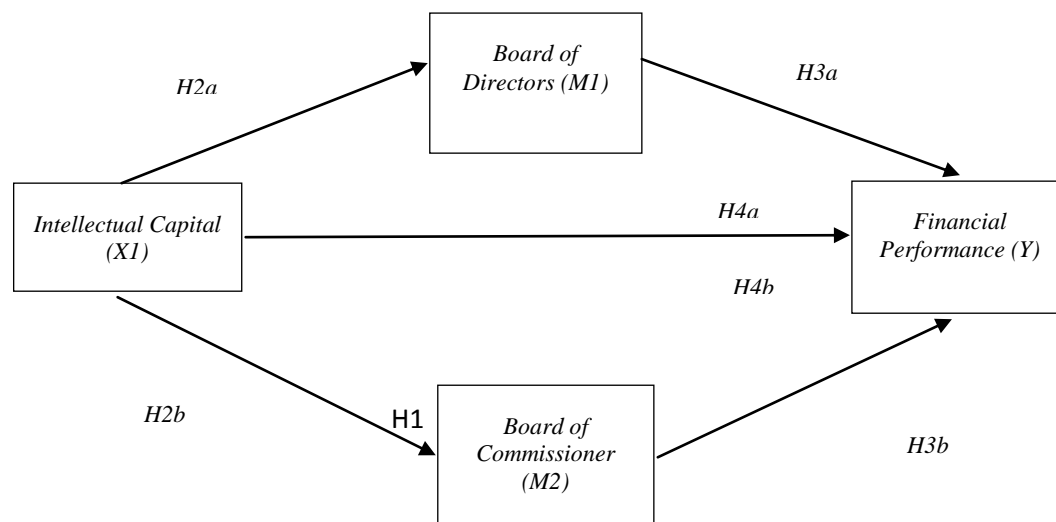 Board of
Directors (M1)
H2a
H3a
Intellectual Capital
(X1)
H4a
Financial
Performance (Y)
H4b
H2b
H1
Board of
Commissioner
(M2)
H3b